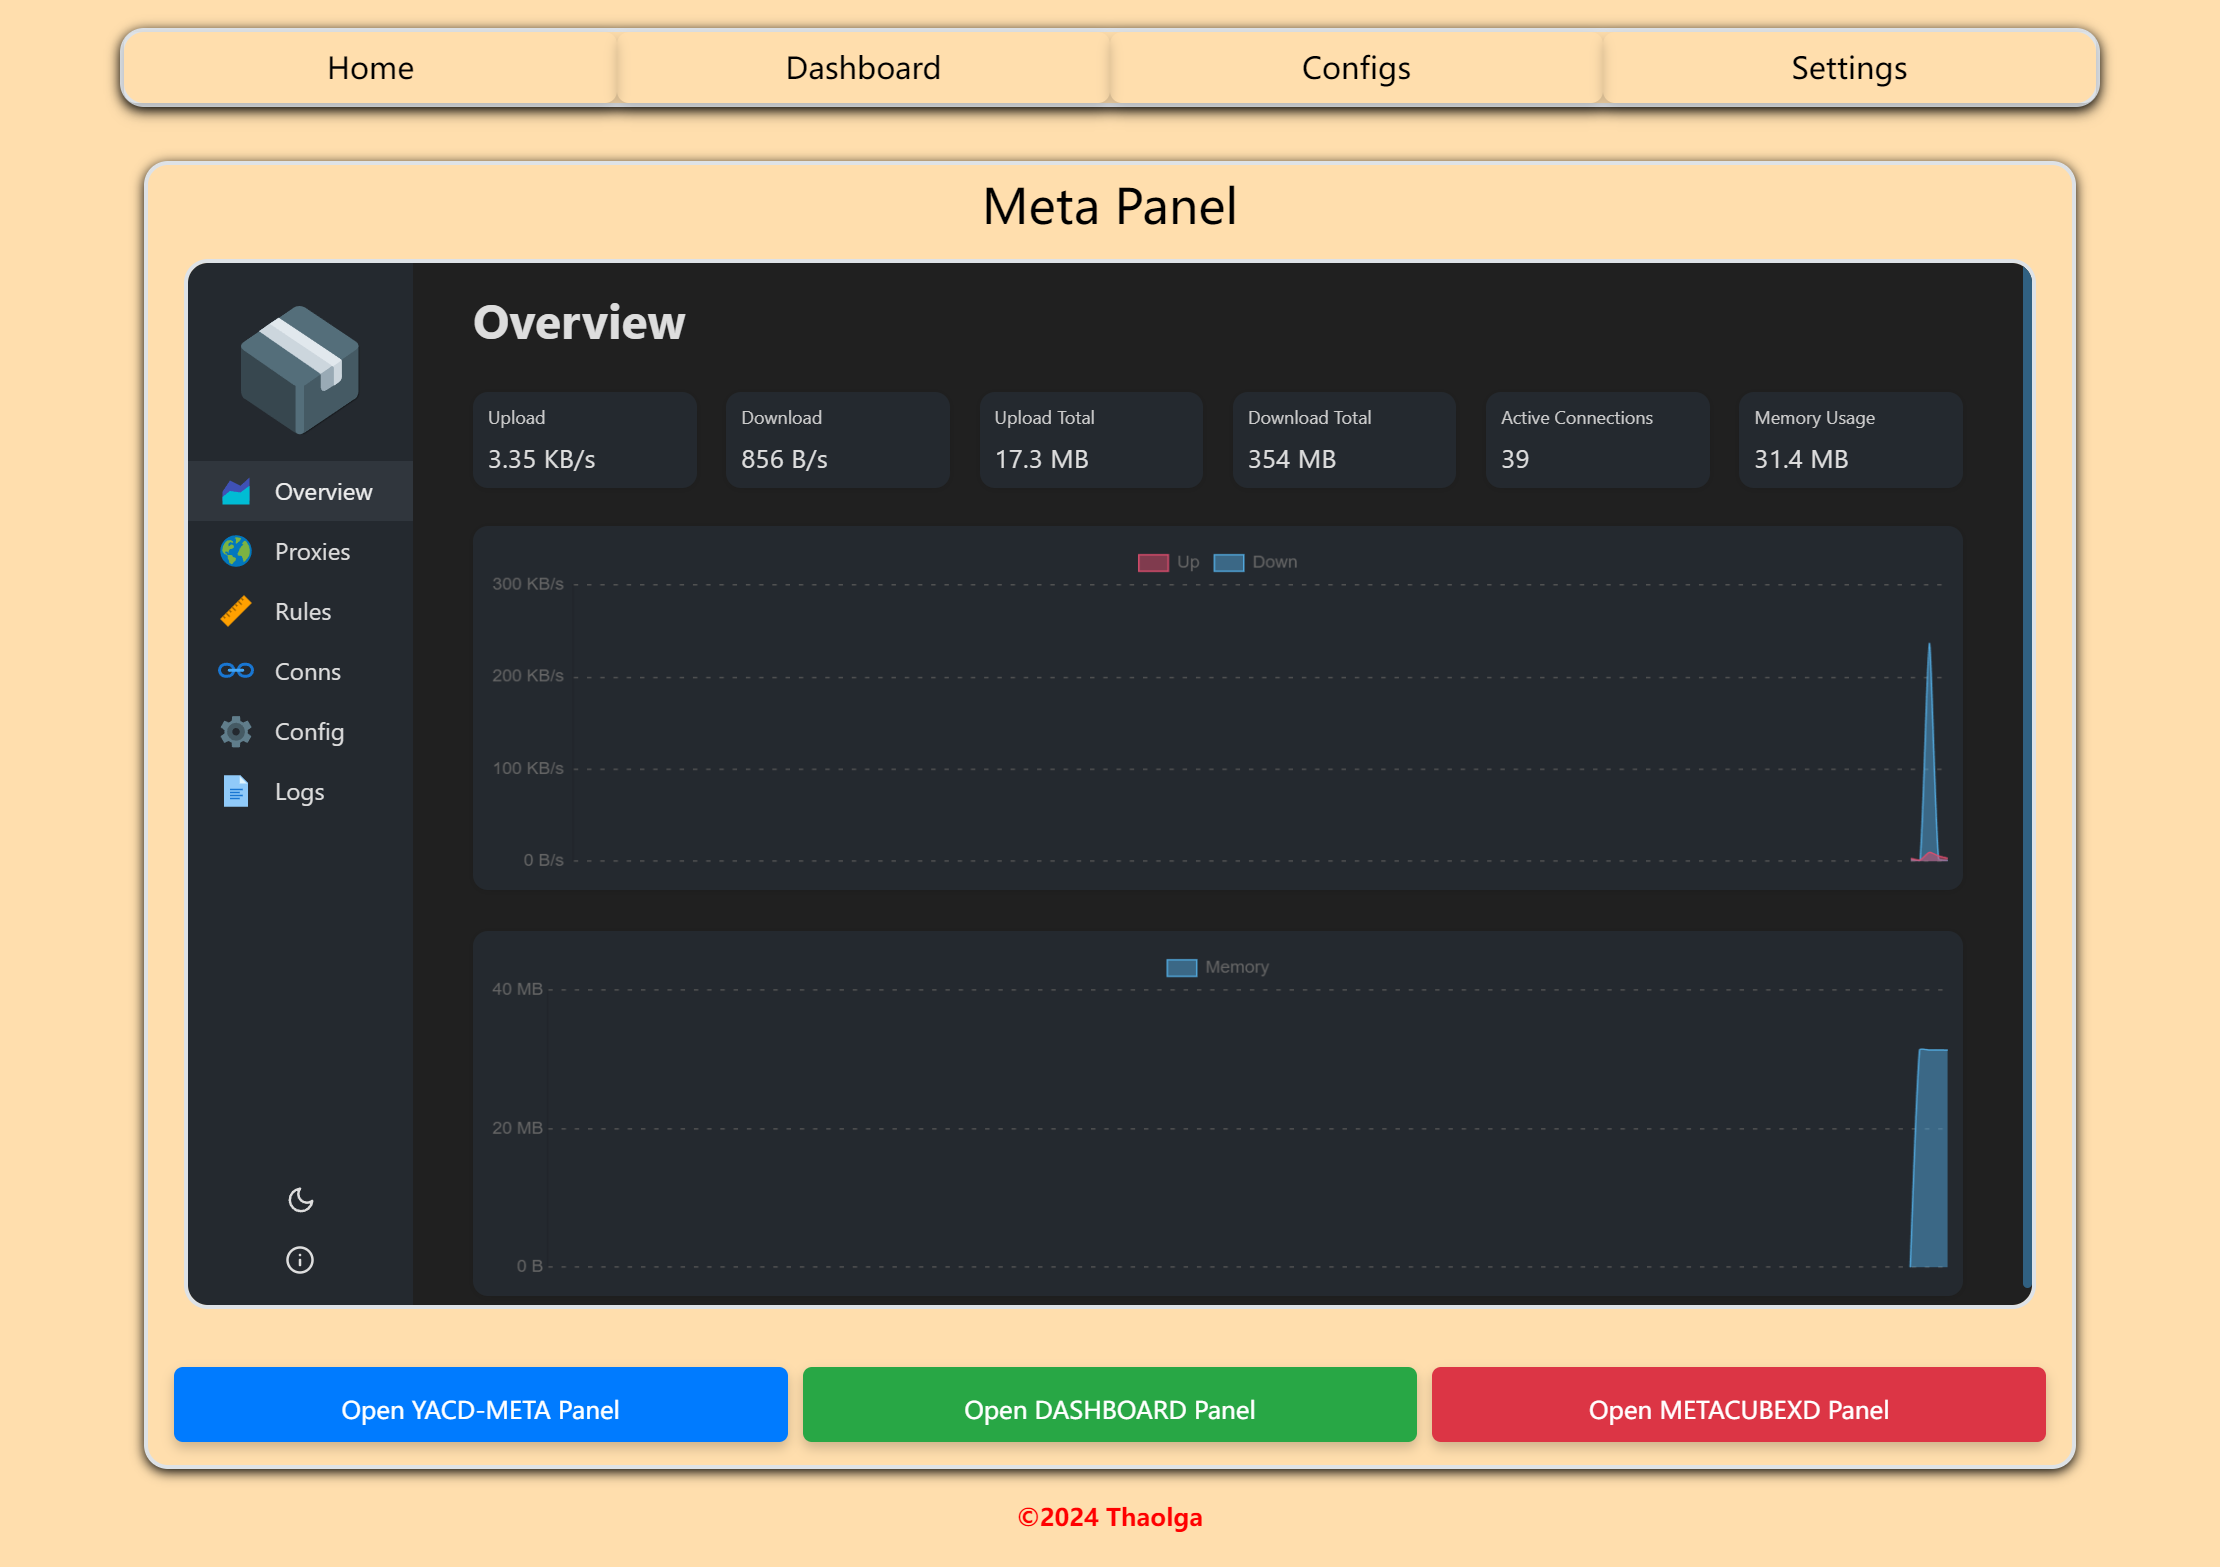 Home Dashboard Configs Settings
Meta Panel
Overview
Upload Download Upload Total Download Total Active Connections Memory Usage
3.35 KB/s 856 B/s 17.3 MB 354 MB 39 31.4 MB
Overview
Proxies
Rules
Conns
Config
Logs
Up Down
300 KB/s
200 KB/s
100 KB/s
0 B/s
Memory
40 MB
20 MB
0 B
Open YACD-META Panel Open DASHBOARD Panel Open METACUBEXD Panel
©2024 Thaolga